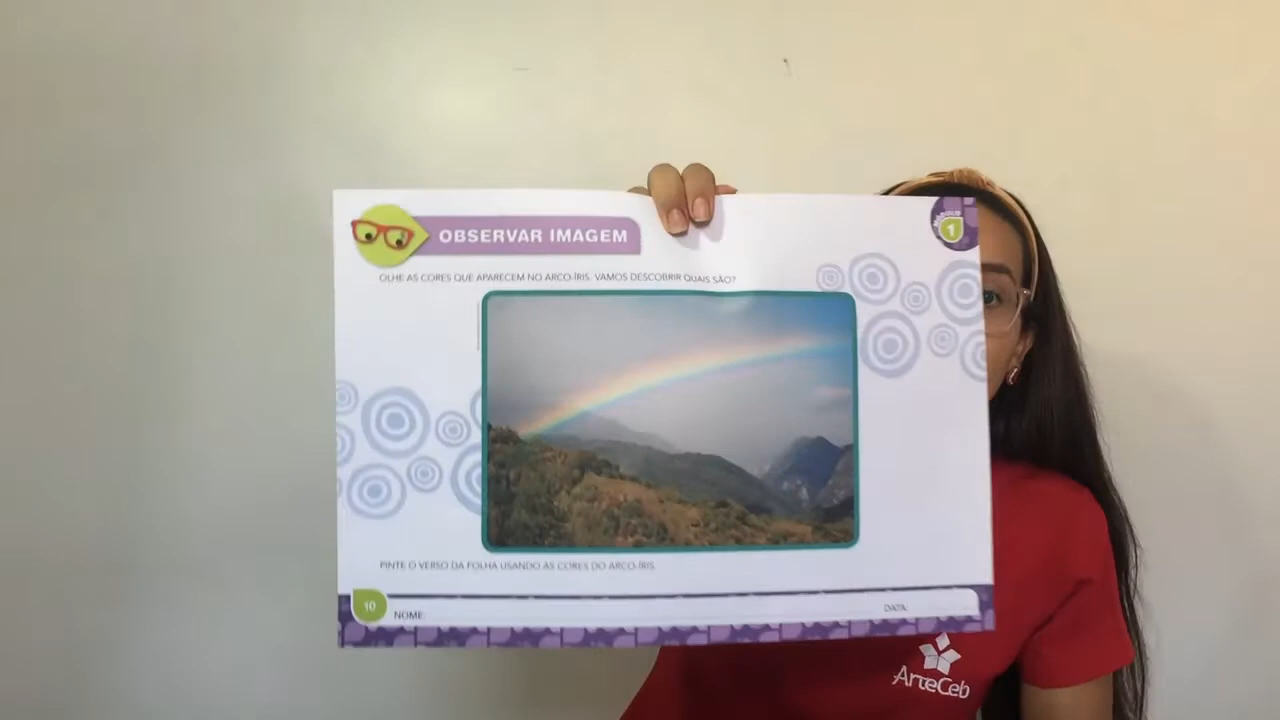 OBSERVAR IMAGEM
MÓDULO
1
OLHE AS CORES QUE APARECEM NO ARCO-ÍRIS. VAMOS DESCOBRIR QUAIS SÃO?
PINTE O VERSO DA FOLHA USANDO AS CORES DO ARCO-ÍRIS.
10
NOME:
DATA:
ArteCeb